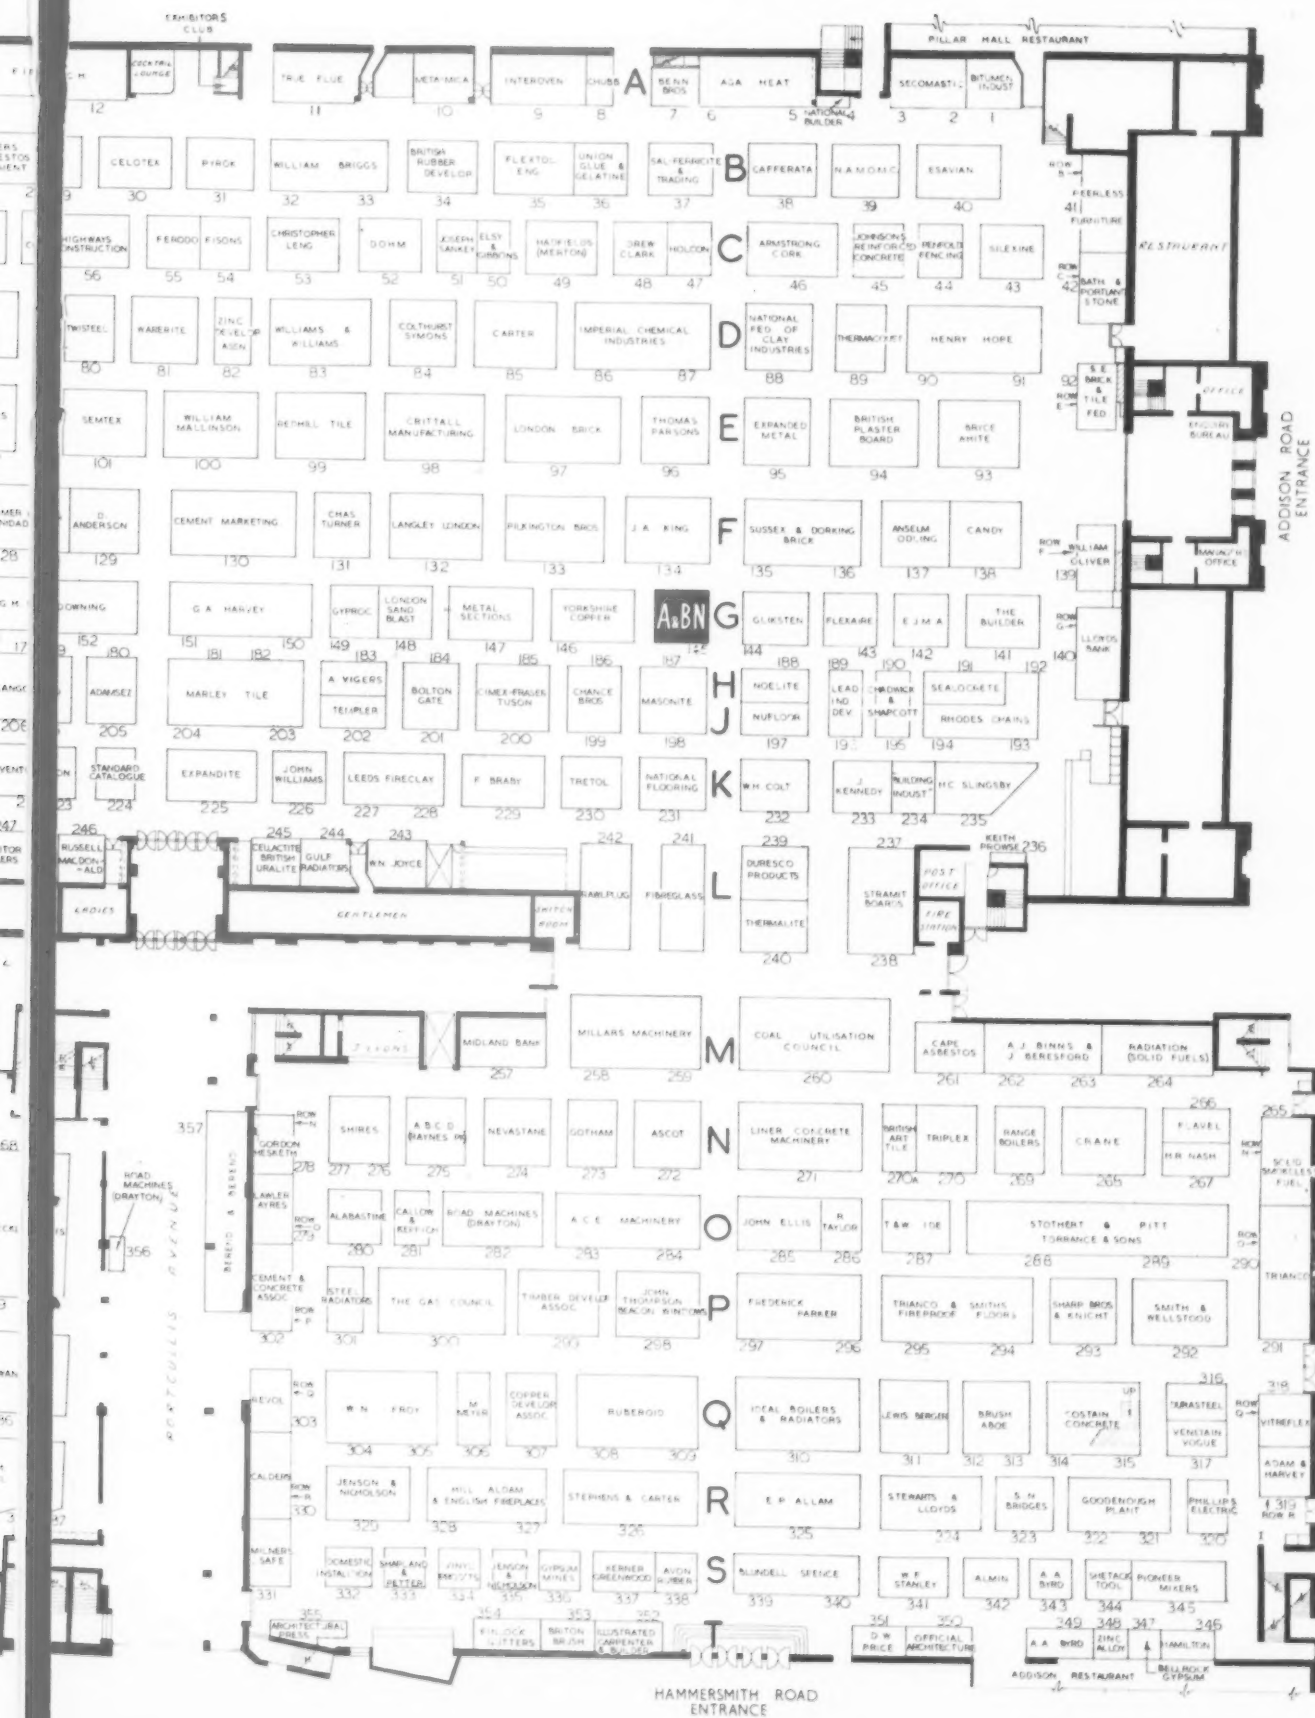 EXHIBITORS
CLUB
COCKTAIL
LOUNGE
12
TRUE FLUE
11
META-MICA
10
INTEROVEN
9
CHUBB
8
A
BENN
BROS
7
AGA HEAT
6
5
NATIONAL
BUILDER
4
PILLAR HALL RESTAURANT
SECOMASTIC
3
2
BITUMEN
INDUST
1
CELOTEX
30
PYROK
31
WILLIAM BRIGGS
32
33
BRITISH
RUBBER
DEVELOP
34
FLEXTOL
ENG
35
UNION
GLUE &
GELATINE
36
SAL-FERRICITE
&
TRADING
37
B
CAFFERATA
38
N.A.M.D.M.C
39
ESAVIAN
40
ROW
B
41
PEERLESS
FURNITURE
RESTAURANT
HIGHWAYS
CONSTRUCTION
56
FERODO
55
FISONS
54
CHRISTOPHER
LENG
53
DOHM
52
JOSEPH
SANKEY
51
ELSY
&
GIBBONS
50
HADFIELDS
(MERTON)
49
DREW
CLARK
48
HOLCON
47
C
ARMSTRONG
CORK
46
JOHNSON'S
REINFORCED
CONCRETE
45
PENFOLD
FENCING
44
SILEXINE
43
ROW
C
42
BATH &
PORTLAND
STONE
TWISTEEL
80
WARERITE
81
ZINC
DEVELOP
ASSN
82
WILLIAMS &
WILLIAMS
83
COLTHURST
SYMONS
84
CARTER
85
IMPERIAL CHEMICAL
INDUSTRIES
86
87
D
NATIONAL
FED OF
CLAY
INDUSTRIES
88
THERMACOUST
89
HENRY HOPE
90
91
92
S E
BRICK
&
TILE
FED
ROW
E
OFFICE
ENQUIRY
BUREAU
ADDISON ROAD
ENTRANCE
SEMTEX
101
WILLIAM
MALLINSON
100
REDHILL TILE
99
CRITTALL
MANUFACTURING
98
LONDON BRICK
97
THOMAS
PARSONS
96
E
EXPANDED
METAL
95
BRITISH
PLASTER
BOARD
94
BRYCE
WHITE
93
D.
ANDERSON
129
CEMENT MARKETING
130
CHAS
TURNER
131
LANGLEY LONDON
132
PILKINGTON BROS
133
J. A. KING
134
F
SUSSEX & DORKING
BRICK
135
136
ANSELM
ODLING
137
CANDY
138
ROW
F
139
WILLIAM
OLIVER
MANAGER'S
OFFICE
DOWNING
152
G A HARVEY
151
150
GYPROC
149
LONDON
SAND
BLAST
148
METAL
SECTIONS
147
YORKSHIRE
COPPER
146
A&BN
145
G
GLIKSTEN
144
FLEXAIRE
143
E J M A
142
THE
BUILDER
141
ROW
G
140
LLOYDS
BANK
180
ADAMSEZ
205
181
182
MARLEY TILE
204
203
183
A VIGERS
TEMPLER
202
184
BOLTON
GATE
201
185
CIMEX-FRASER
TUSON
200
186
CHANCE
BROS
199
187
MASONITE
198
H
J
188
NOELITE
NUFLOOR
197
189
LEAD
IND
DEV
190
CHADWICK
&
SHAPCOTT
195
191
192
SEALOCRETE
RHODES CHAINS
194
193
STANDARD
CATALOGUE
224
EXPANDITE
225
JOHN
WILLIAMS
226
LEEDS FIRECLAY
227
228
F. BRABY
229
TRETOL
230
NATIONAL
FLOORING
231
K
W.H. COLT
232
J.
KENNEDY
233
BUILDING
INDUST
234
H.C. SLINGSBY
235
246
RUSSELL
MACDON-
-ALD
LADIES
245
CELLACTITE
BRITISH
URALITE
244
GULF
RADIATORS
243
W.N. JOYCE
GENTLEMEN
SWITCH
ROOM
242
RAWLPLUG
241
FIBREGLASS
L
239
DURESCO
PRODUCTS
THERMALITE
240
237
STRAMIT
BOARDS
238
KEITH
PROWSE 236
POST
OFFICE
FIRE
STATION
J LYONS
MIDLAND BANK
257
MILLARS MACHINERY
258
259
M
COAL UTILISATION
COUNCIL
260
CAPE
ASBESTOS
261
A.J. BINNS &
J. BERESFORD
262
263
RADIATION
(SOLID FUELS)
264
357
BEREND & BEREND
ROAD
MACHINES
(DRAYTON)
356
PORTCULLIS AVENUE
ROW
N
GORDON
HESKETH
278
SHIRES
277
276
A B C D
(RAYNES PK)
275
NEVASTANE
274
GOTHAM
273
ASCOT
272
N
LINER CONCRETE
MACHINERY
271
BRITISH
ART
TILE
270A
TRIPLEX
270
RANGE
BOILERS
269
CRANE
266
FLAVEL
H.R. NASH
267
265
ROW
N
SOLID
SMOKELESS
FUEL
LAWLER
AYRES
ROW
O
279
ALABASTINE
280
CALLOW
&
KEPPICH
281
ROAD MACHINES
(DRAYTON)
282
A C E MACHINERY
283
284
O
JOHN ELLIS
285
R
TAYLOR
286
T&W IDE
287
STOTHERT & PITT
TORRANCE & SONS
288
289
ROW
O
290
TRIANCO
291
CEMENT &
CONCRETE
ASSOC
ROW
P
302
STEEL
RADIATORS
301
THE GAS COUNCIL
300
TIMBER DEVELOP
ASSOC
299
JOHN
THOMPSON
BEACON WINDOWS
298
P
FREDERICK
PARKER
297
296
TRIANCO & SMITHS
FIREPROOF FLOORS
295
294
SHARP BROS
& KNIGHT
293
SMITH &
WELLSTOOD
292
REVOL
ROW
Q
303
W N FROY
304
305
M
MEYER
306
COPPER
DEVELOP
ASSOC
307
RUBEROID
308
309
Q
IDEAL BOILERS
& RADIATORS
310
LEWIS BERGER
311
BRUSH
ABOE
312
313
UP
COSTAIN
CONCRETE
314
315
316
DURASTEEL
VENETIAN
VOGUE
317
318
ROW
Q
VITREFLEX
ADAM &
HARVEY
319
ROW R
CALDERS
ROW
R
330
JENSON &
NICHOLSON
329
HILL ALDAM
& ENGLISH FIREPLACES
328
327
STEPHENS & CARTER
326
R
E P ALLAM
325
STEWARTS &
LLOYDS
324
S N
BRIDGES
323
GOODENOUGH
PLANT
322
321
PHILLIPS
ELECTRIC
320
MILNERS
SAFE
331
DOMESTIC
INSTALLATION
332
SHAPLAND
&
PETTER
333
334
JENSON
&
NICHOLSON
335
GYPSUM
MINES
336
KERNER
GREENWOOD
337
AVON
RUBBER
338
S
BLUNDELL SPENCE
339
340
W F
STANLEY
341
ALMIN
342
A A
BYRD
343
SHETACK
TOOL
344
PIONEER
MIXERS
345
355
ARCHITECTURAL
PRESS
354
FINLOCK
GUTTERS
353
BRITON
BRUSH
352
ILLUSTRATED
CARPENTER
& BUILDER
T
351
D W
PRICE
350
OFFICIAL
ARCHITECTURE
349
A A BYRD
348
ZINC
ALLOY
347
BELLROCK
GYPSUM
346
HAMILTON
ADDISON RESTAURANT
HAMMERSMITH ROAD
ENTRANCE